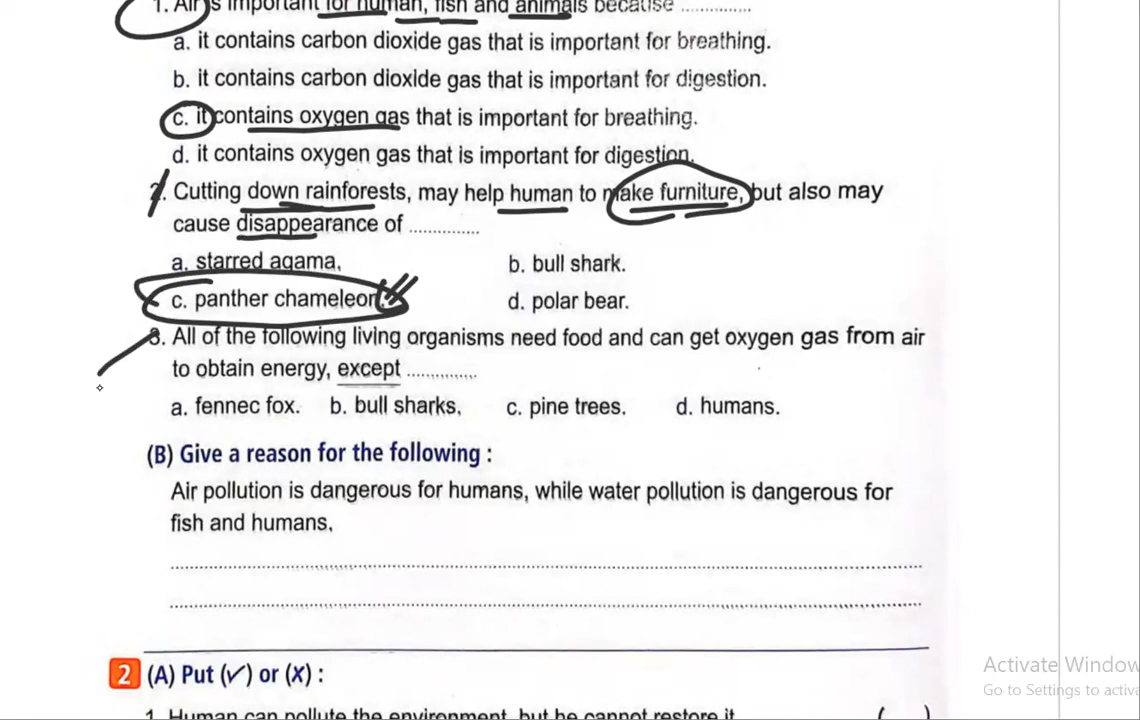 1. Air is important for human, fish and animals because ..............
a. it contains carbon dioxide gas that is important for breathing.
b. it contains carbon dioxide gas that is important for digestion.
c. it contains oxygen gas that is important for breathing.
d. it contains oxygen gas that is important for digestion.
2. Cutting down rainforests, may help human to make furniture, but also may
cause disappearance of ..............
a. starred agama.
b. bull shark.
c. panther chameleon.
d. polar bear.
3. All of the following living organisms need food and can get oxygen gas from air
to obtain energy, except ..............
a. fennec fox. b. bull sharks. c. pine trees. d. humans.
(B) Give a reason for the following :
Air pollution is dangerous for humans, while water pollution is dangerous for
fish and humans.
2 (A) Put (✓) or (X) :
1. Human can pollute the environment, but he cannot restore it. ( )
Activate Window
Go to Settings to activa